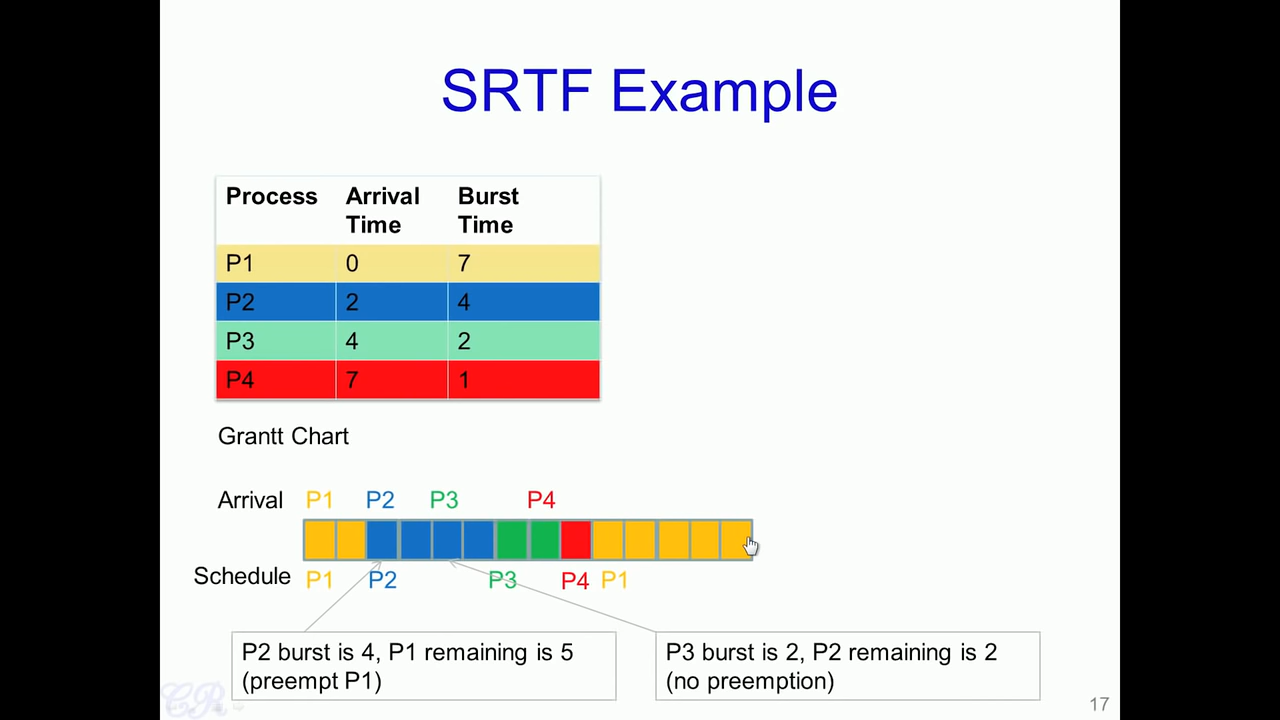 SRTF Example
Process Arrival Time Burst Time
P1 0 7
P2 2 4
P3 4 2
P4 7 1
Grantt Chart
Arrival P1 P2 P3 P4
Schedule P1 P2 P3 P4 P1
P2 burst is 4, P1 remaining is 5
(preempt P1)
P3 burst is 2, P2 remaining is 2
(no preemption)
17